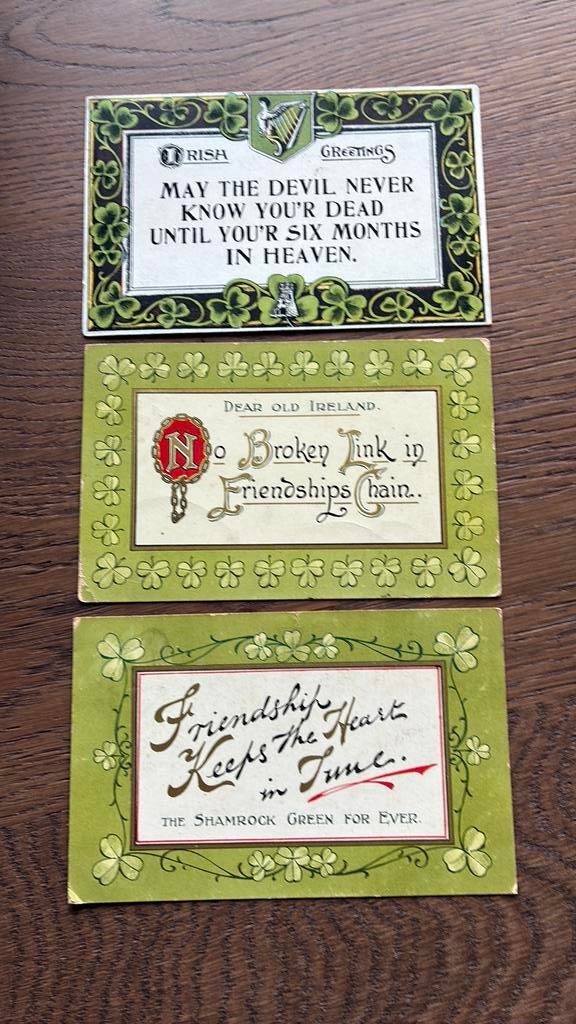 IRISH GREETINGS
MAY THE DEVIL NEVER
KNOW YOU'R DEAD
UNTIL YOU'R SIX MONTHS
IN HEAVEN.
DEAR OLD IRELAND.
No Broken Link in
Friendships Chain..
Friendship
Keeps the Heart
in Tune.
THE SHAMROCK GREEN FOR EVER.